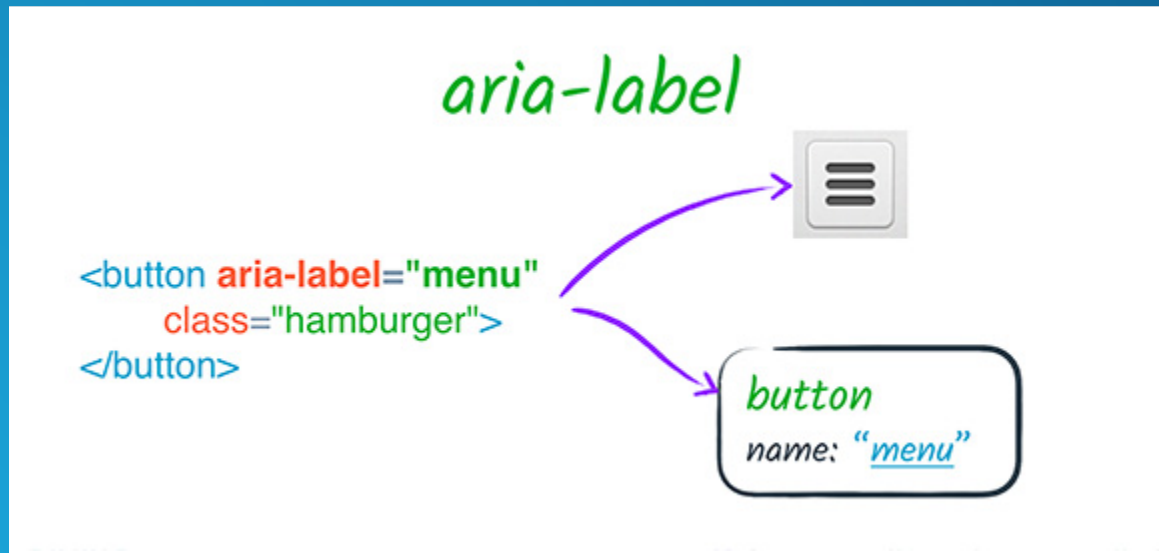 aria-label
<button aria-label="menu"
class="hamburger">
</button>
button
name: “menu”